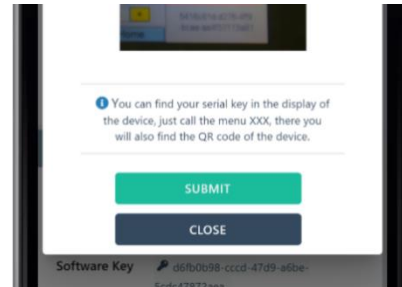 You can find your serial key in the display of
the device, just call the menu XXX, there you
will also find the QR code of the device.
SUBMIT
CLOSE
Software Key d6fb0b98-cccd-47d9-a6be-